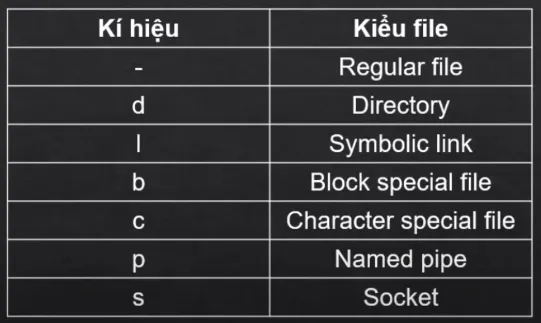 Kí hiệu Kiểu file
- Regular file
d Directory
l Symbolic link
b Block special file
c Character special file
p Named pipe
s Socket